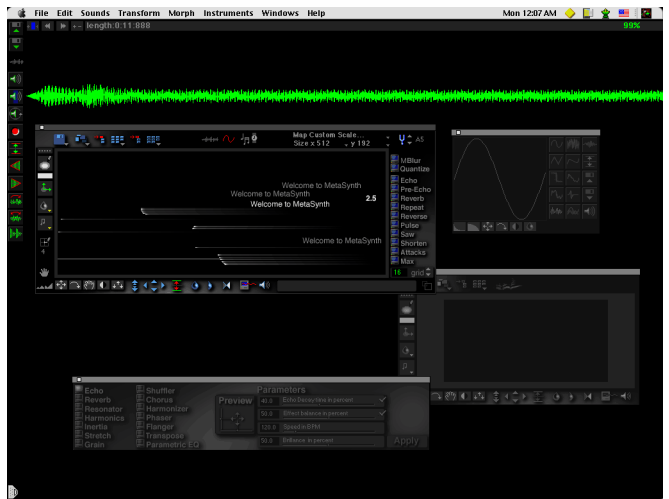 File Edit Sounds Transform Morph Instruments Windows Help Mon 12:07 AM
length:0:11:888 99%
Map Custom Scale...
Size x 512 y 192
A5
MBlur
Quantize
Echo
Pre-Echo
Reverb
Repeat
Reverse
Pulse
Saw
Shorten
Attacks
Max
16 grid
Welcome to MetaSynth
Welcome to MetaSynth
2.5
Welcome to MetaSynth
Welcome to MetaSynth
Echo
Reverb
Resonator
Harmonics
Inertia
Stretch
Grain
Shuffler
Chorus
Harmonizer
Phaser
Flanger
Transpose
Parametric EQ
Preview
Parameters
40.0 Echo Decay time in percent
50.0 Effect balance in percent
120.0 Speed in BPM
50.0 Brilliance in percent
Apply